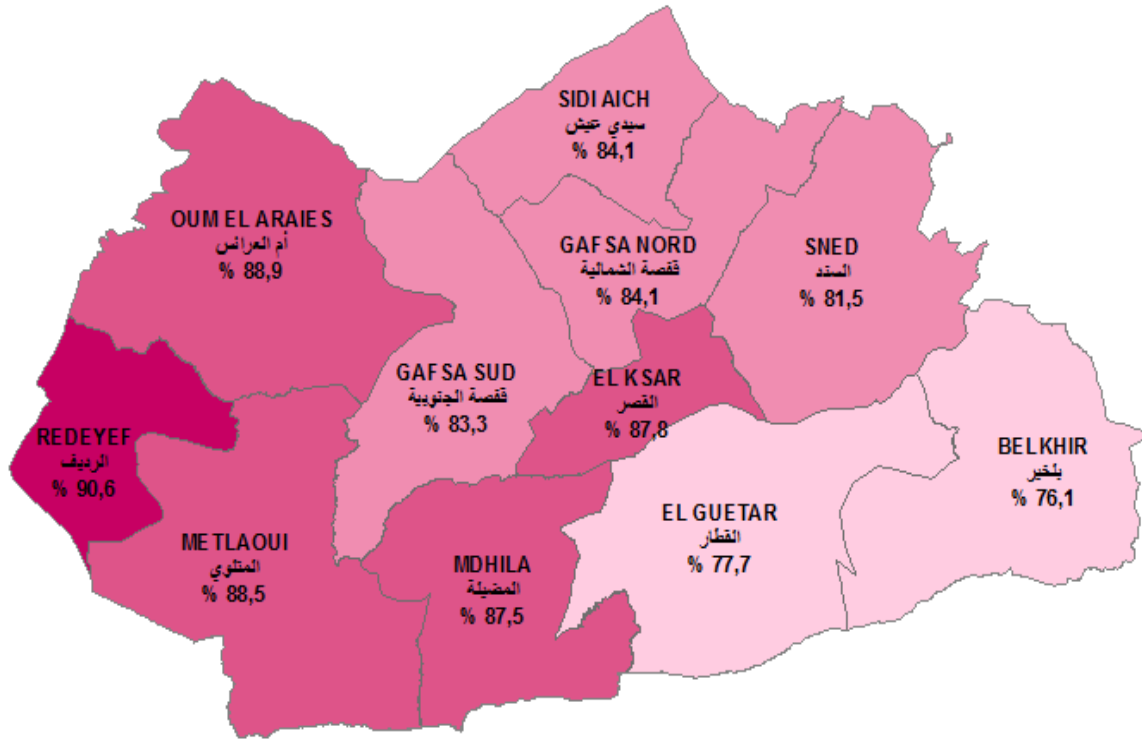 SIDI AICH
سيدي عيش
% 84,1
OUM EL ARAIES
أم العرائس
% 88,9
GAFSA NORD
قفصة الشمالية
% 84,1
SNED
السند
% 81,5
GAFSA SUD
قفصة الجنوبية
% 83,3
EL KSAR
القصر
% 87,8
REDEYEF
الرديف
% 90,6
BELKHIR
بلخير
% 76,1
METLAOUI
المتلوي
% 88,5
MDHILA
المضيلة
% 87,5
EL GUETAR
القطار
% 77,7